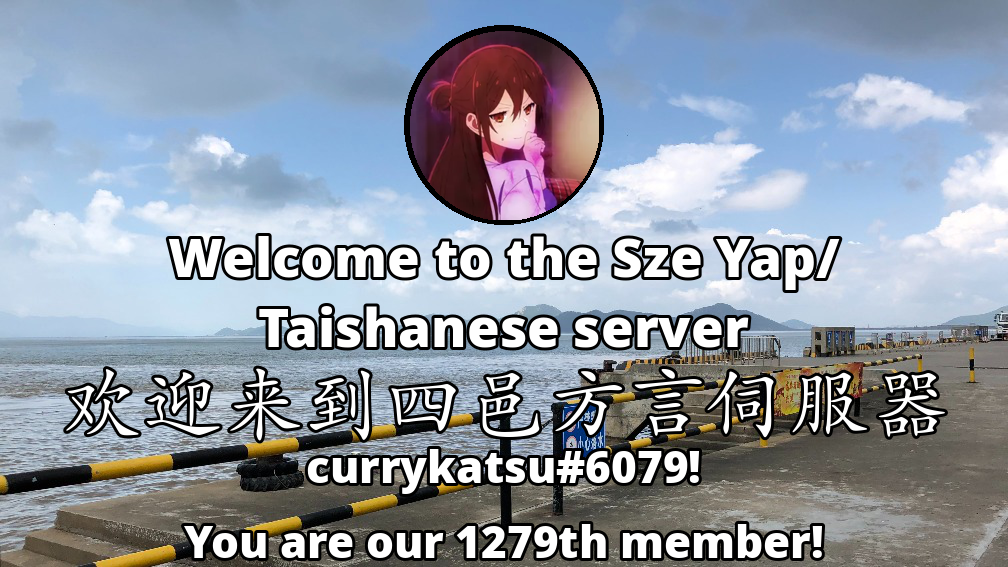 Welcome to the Sze Yap/
Taishanese server
欢迎来到四邑方言伺服器
currykatsu#6079!
You are our 1279th member!